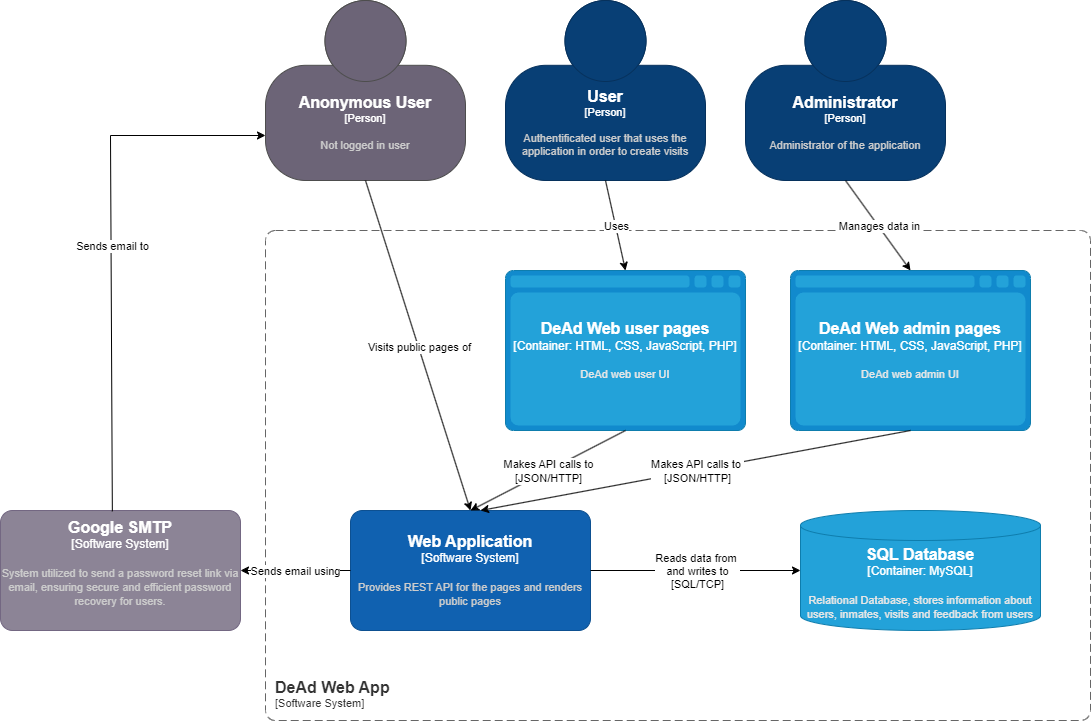 Anonymous User
[Person]
Not logged in user
User
[Person]
Authentificated user that uses the
application in order to create visits
Administrator
[Person]
Administrator of the application
Sends email to
Uses
Manages data in
DeAd Web user pages
[Container: HTML, CSS, JavaScript, PHP]
DeAd web user UI
DeAd Web admin pages
[Container: HTML, CSS, JavaScript, PHP]
DeAd web admin UI
Visits public pages of
Makes API calls to
[JSON/HTTP]
Makes API calls to
[JSON/HTTP]
Google SMTP
[Software System]
System utilized to send a password reset link via
email, ensuring secure and efficient password
recovery for users.
Sends email using
Web Application
[Software System]
Provides REST API for the pages and renders
public pages
Reads data from
and writes to
[SQL/TCP]
SQL Database
[Container: MySQL]
Relational Database, stores information about
users, inmates, visits and feedback from users
DeAd Web App
[Software System]